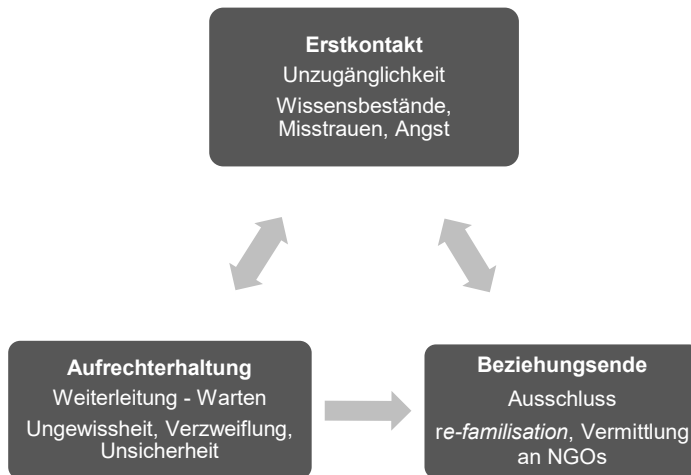 Erstkontakt
Unzugänglichkeit
Wissensbestände,
Misstrauen, Angst
Aufrechterhaltung
Weiterleitung - Warten
Ungewissheit, Verzweiflung,
Unsicherheit
Beziehungsende
Ausschluss
re-familisation, Vermittlung
an NGOs